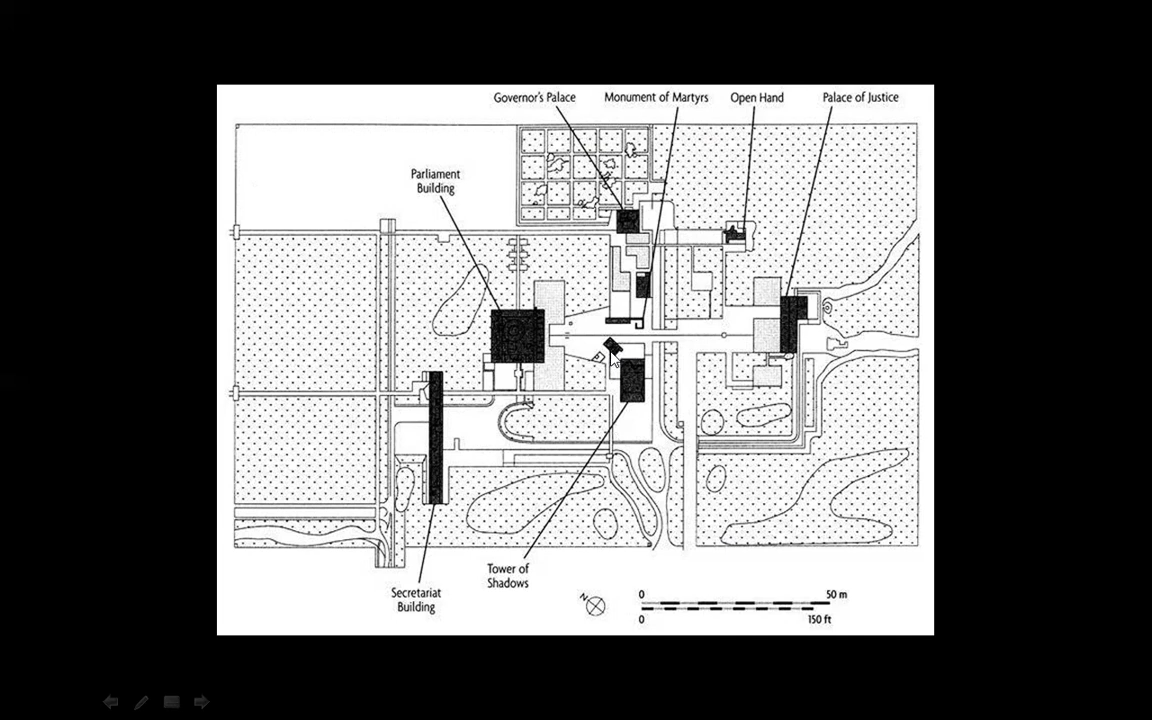 Governor's Palace
Monument of Martyrs
Open Hand
Palace of Justice
Parliament
Building
Tower of
Shadows
Secretariat
Building
N
0
50 m
0
150 ft